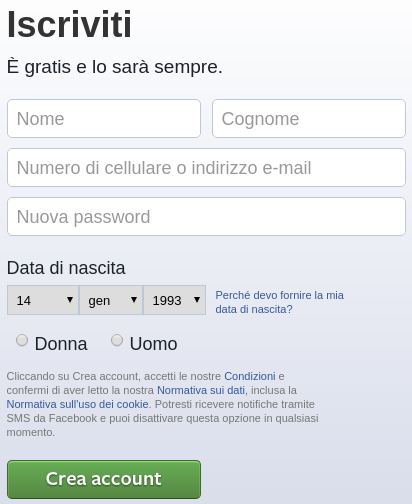 Iscriviti
È gratis e lo sarà sempre.
Nome Cognome
Numero di cellulare o indirizzo e-mail
Nuova password
Data di nascita
14 gen 1993 Perché devo fornire la mia
data di nascita?
Donna Uomo
Cliccando su Crea account, accetti le nostre Condizioni e
confermi di aver letto la nostra Normativa sui dati, inclusa la
Normativa sull'uso dei cookie. Potresti ricevere notifiche tramite
SMS da Facebook e puoi disattivare questa opzione in qualsiasi
momento.
Crea account